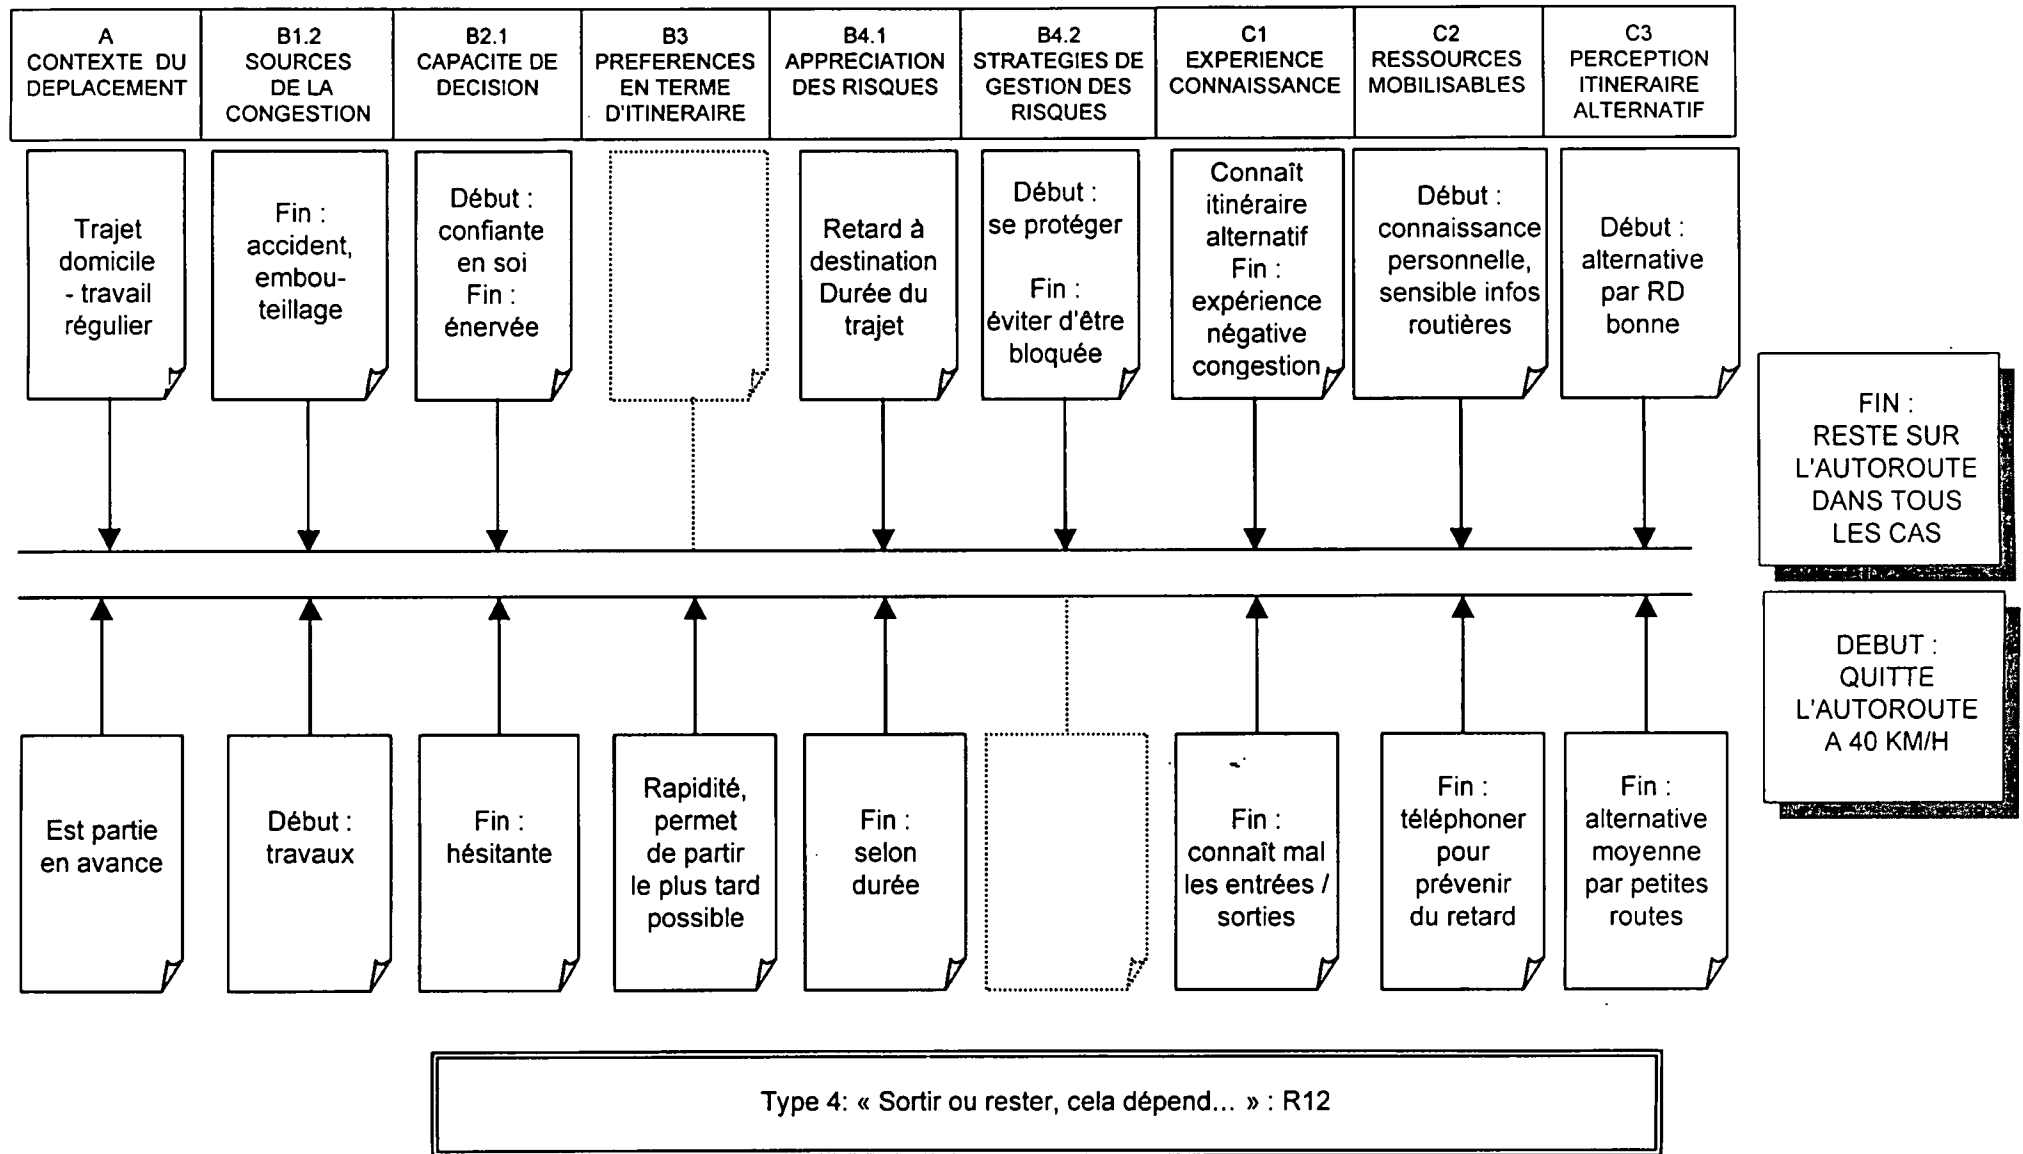 A
CONTEXTE DU
DEPLACEMENT
B1.2
SOURCES
DE LA
CONGESTION
B2.1
CAPACITE DE
DECISION
B3
PREFERENCES
EN TERME
D'ITINERAIRE
B4.1
APPRECIATION
DES RISQUES
B4.2
STRATEGIES DE
GESTION DES
RISQUES
C1
EXPERIENCE
CONNAISSANCE
C2
RESSOURCES
MOBILISABLES
C3
PERCEPTION
ITINERAIRE
ALTERNATIF
Trajet
domicile
- travail
régulier
Fin :
accident,
embou-
teillage
Début :
confiante
en soi
Fin :
énervée
Retard à
destination
Durée du
trajet
Début :
se protéger
Fin :
éviter d'être
bloquée
Connaît
itinéraire
alternatif
Fin :
expérience
négative
congestion
Début :
connaissance
personnelle,
sensible infos
routières
Début :
alternative
par RD
bonne
FIN :
RESTE SUR
L'AUTOROUTE
DANS TOUS
LES CAS
DEBUT :
QUITTE
L'AUTOROUTE
A 40 KM/H
Est partie
en avance
Début :
travaux
Fin :
hésitante
Rapidité,
permet
de partir
le plus tard
possible
Fin :
selon
durée
Fin :
connaît mal
les entrées /
sorties
Fin :
téléphoner
pour
prévenir
du retard
Fin :
alternative
moyenne
par petites
routes
Type 4: « Sortir ou rester, cela dépend... » : R12